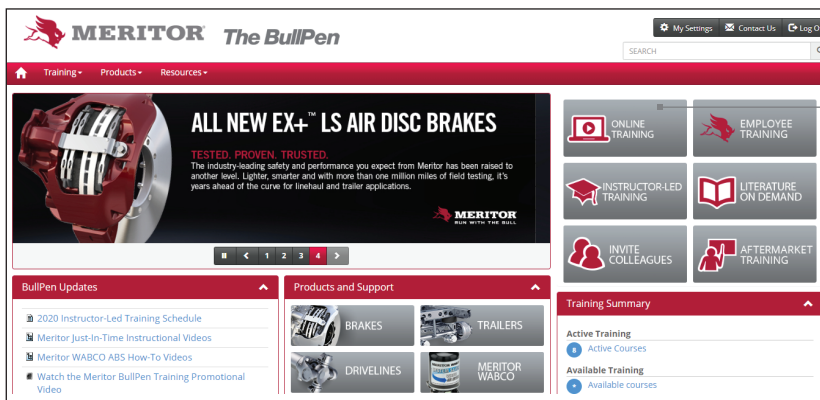 MERITOR The BullPen
My Settings Contact Us Log O
SEARCH
Training Products Resources
ALL NEW EX+™ LS AIR DISC BRAKES
TESTED. PROVEN. TRUSTED.
The industry-leading safety and performance you expect from Meritor has been raised to
another level. Lighter, smarter and with more than one million miles of field testing, it's
years ahead of the curve for linehaul and trailer applications.
MERITOR
RUN WITH THE BULL
1 2 3 4
ONLINE
TRAINING
EMPLOYEE
TRAINING
INSTRUCTOR-LED
TRAINING
LITERATURE
ON DEMAND
INVITE
COLLEAGUES
AFTERMARKET
TRAINING
BullPen Updates
2020 Instructor-Led Training Schedule
Meritor Just-In-Time Instructional Videos
Meritor WABCO ABS How-To Videos
Watch the Meritor BullPen Training Promotional
Video
Products and Support
BRAKES
TRAILERS
DRIVELINES
MERITOR
WABCO
Training Summary
Active Training
8 Active Courses
Available Training
Available courses